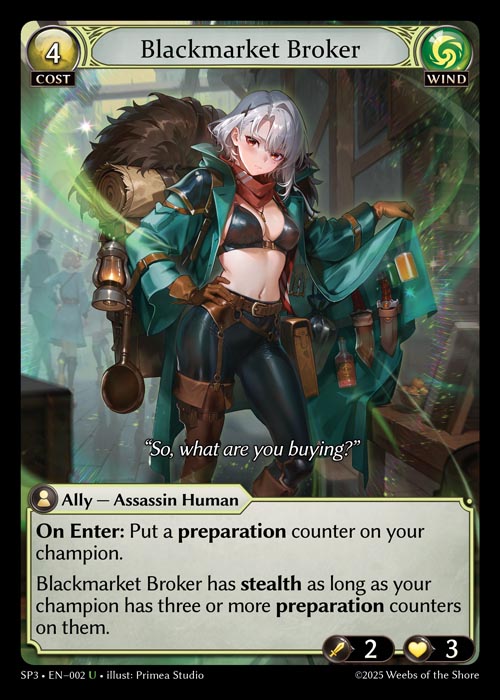 4
COST
Blackmarket Broker
WIND
“So, what are you buying?”
Ally — Assassin Human
On Enter: Put a preparation counter on your
champion.
Blackmarket Broker has stealth as long as your
champion has three or more preparation counters
on them.
2
3
SP3 • EN–002 U • illust: Primea Studio
©2025 Weebs of the Shore